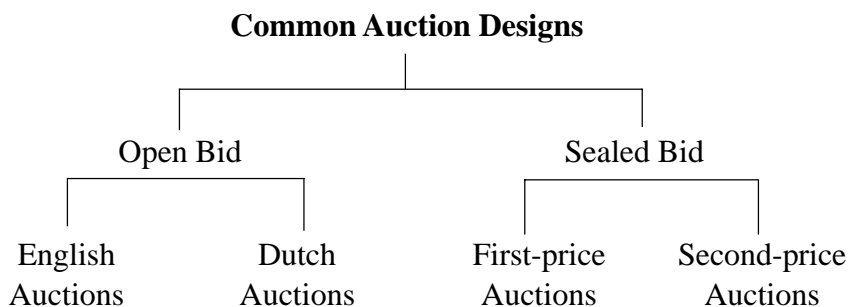 Common Auction Designs
Open Bid
Sealed Bid
English
Auctions
Dutch
Auctions
First-price
Auctions
Second-price
Auctions